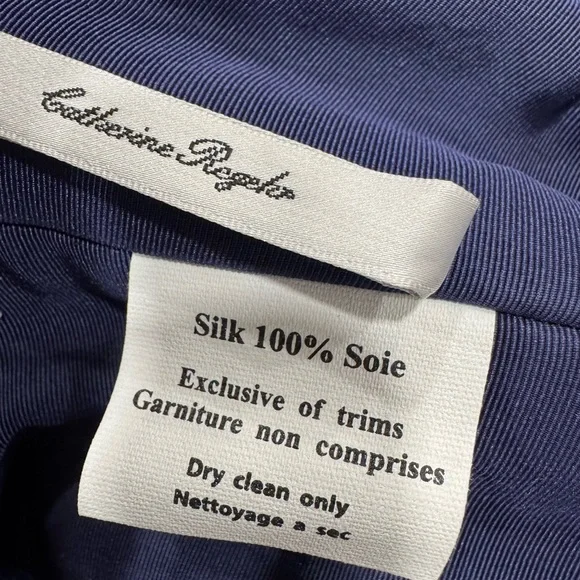 Catherine Regehr
Silk 100% Soie
Exclusive of trims
Garniture non comprises
Dry clean only
Nettoyage a sec